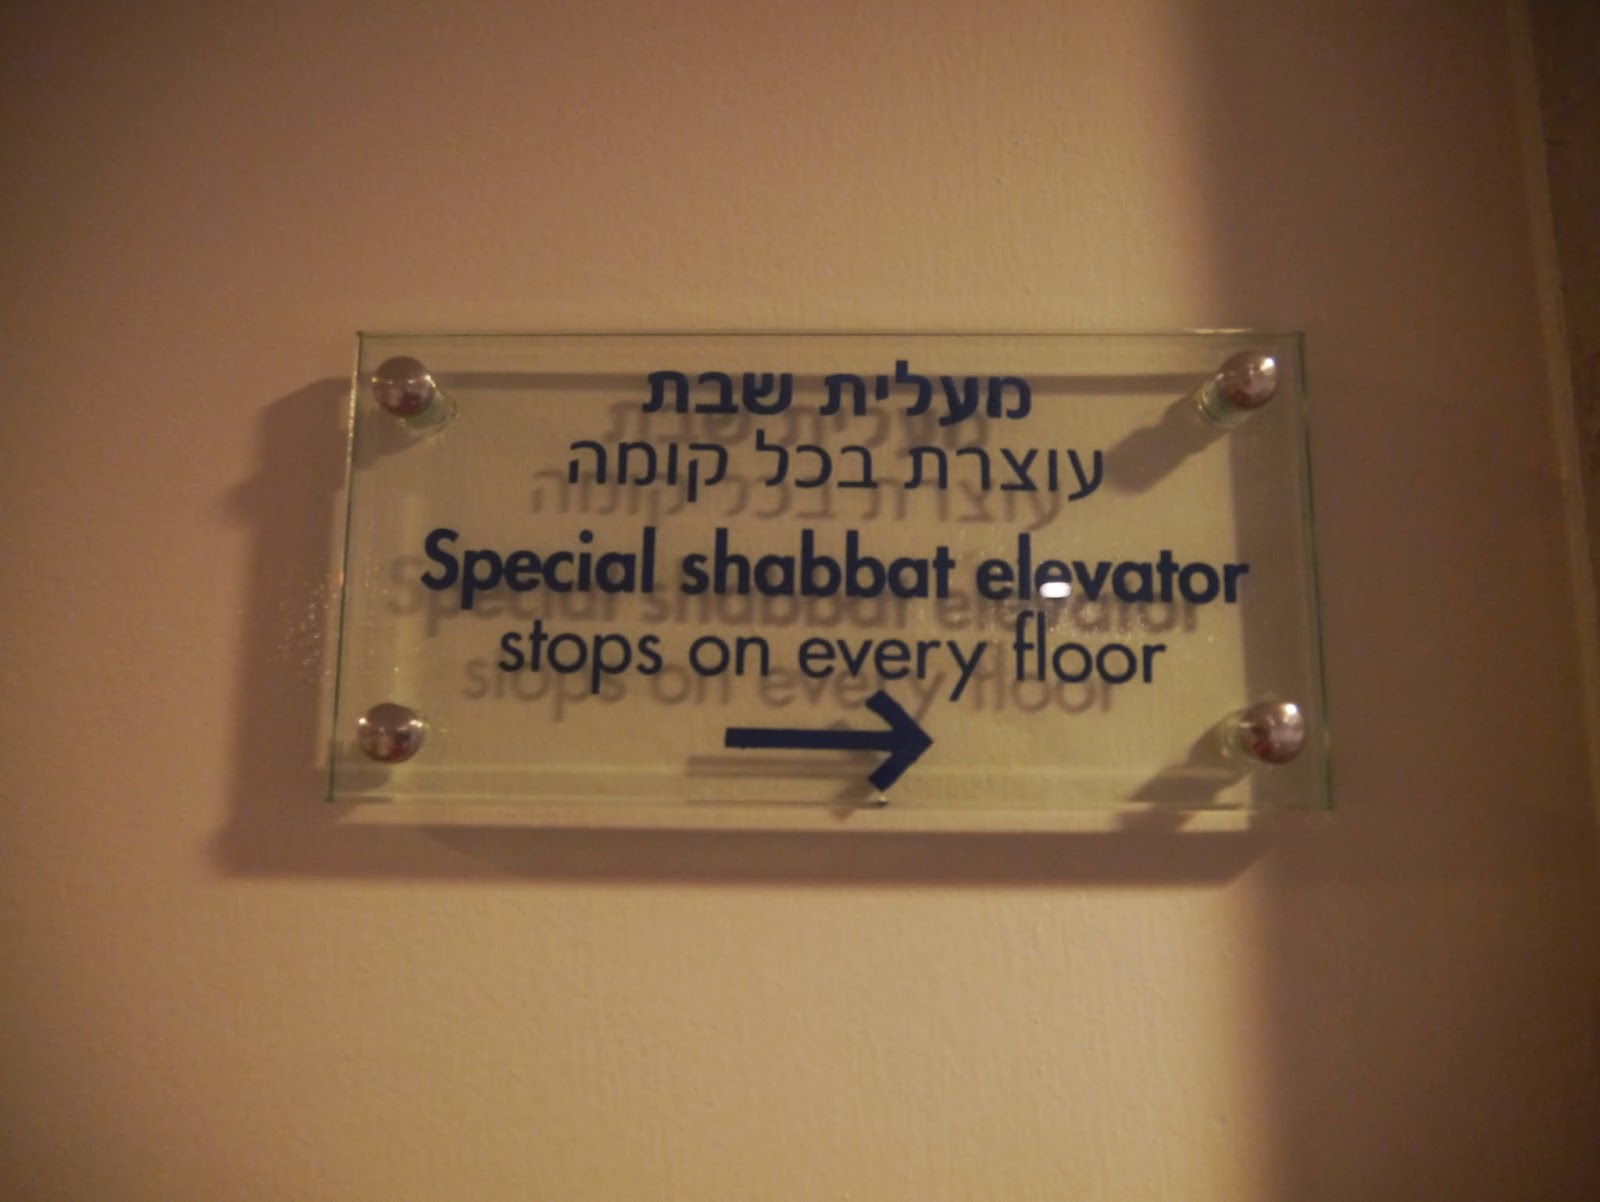 מעלית שבת
עוצרת בכל קומה
Special shabbat elevator
stops on every floor